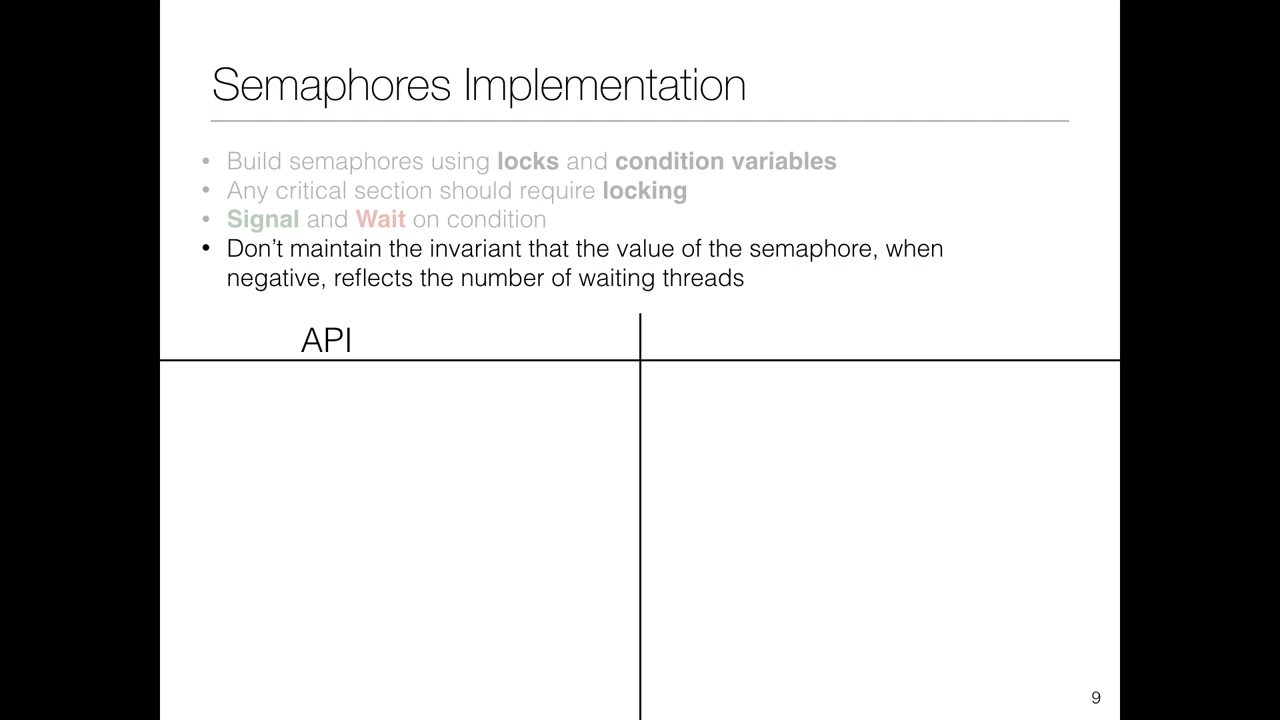 Semaphores Implementation
• Build semaphores using locks and condition variables
• Any critical section should require locking
• Signal and Wait on condition
• Don’t maintain the invariant that the value of the semaphore, when
negative, reflects the number of waiting threads
API
9